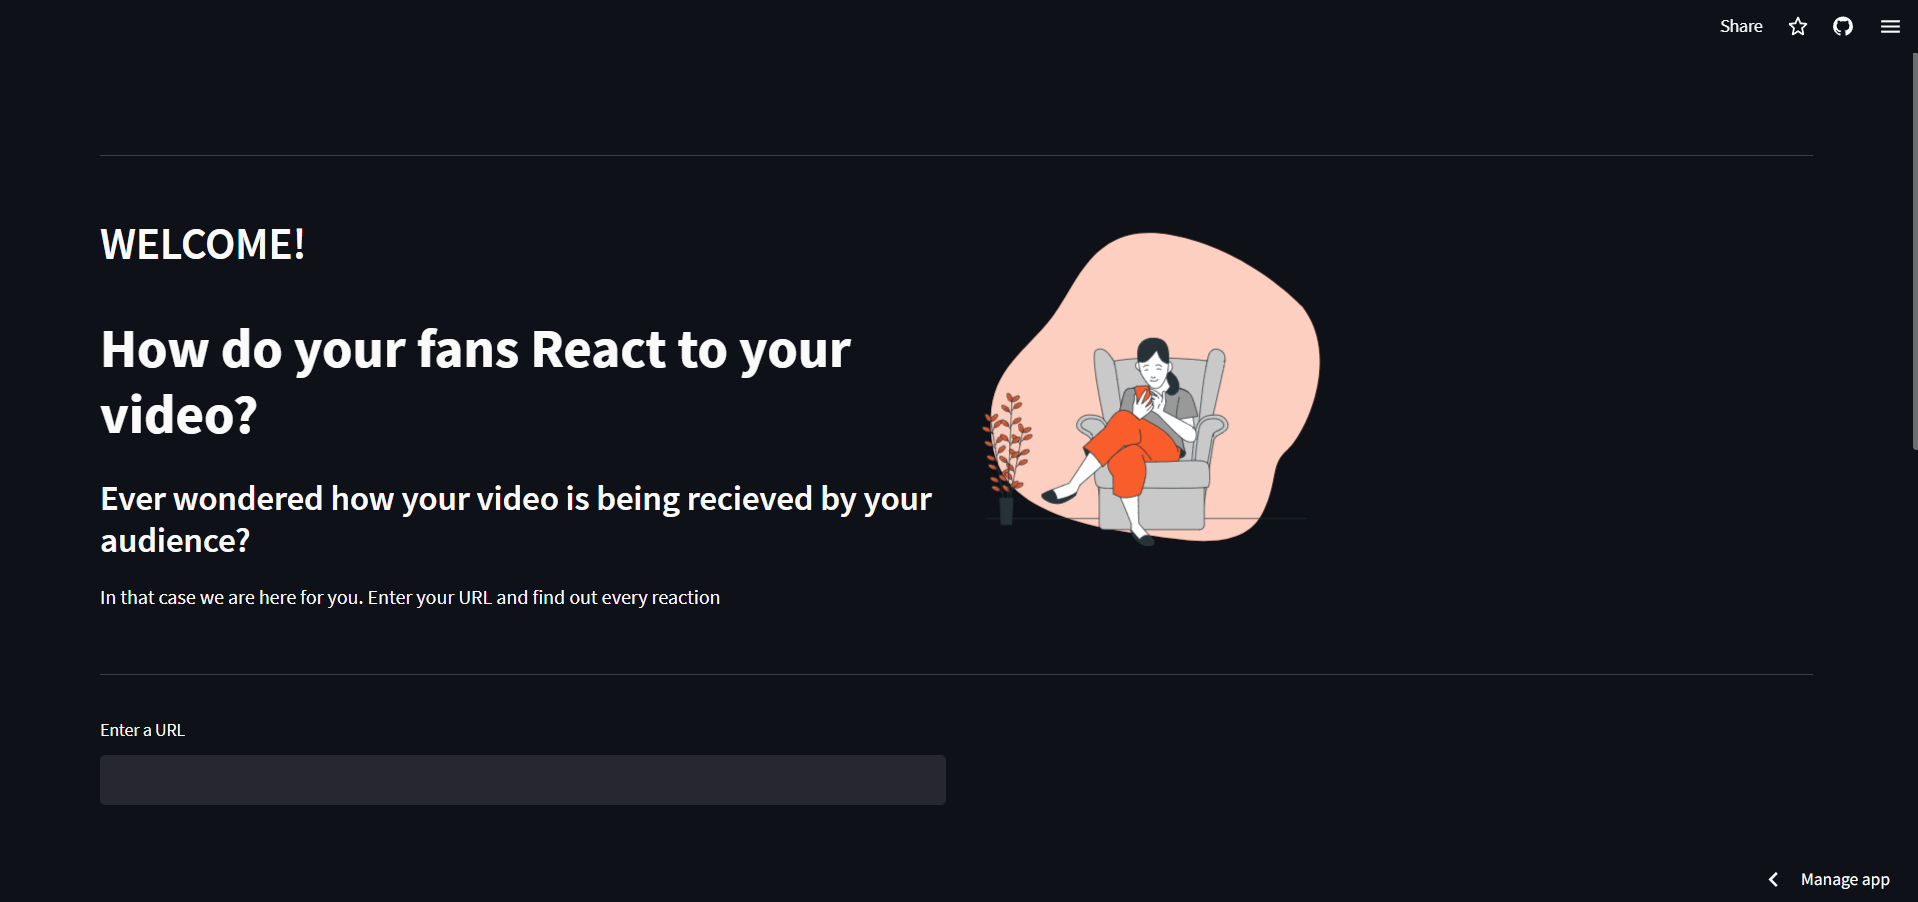 Share
WELCOME!
How do your fans React to your
video?
Ever wondered how your video is being recieved by your
audience?
In that case we are here for you. Enter your URL and find out every reaction
Enter a URL
Manage app